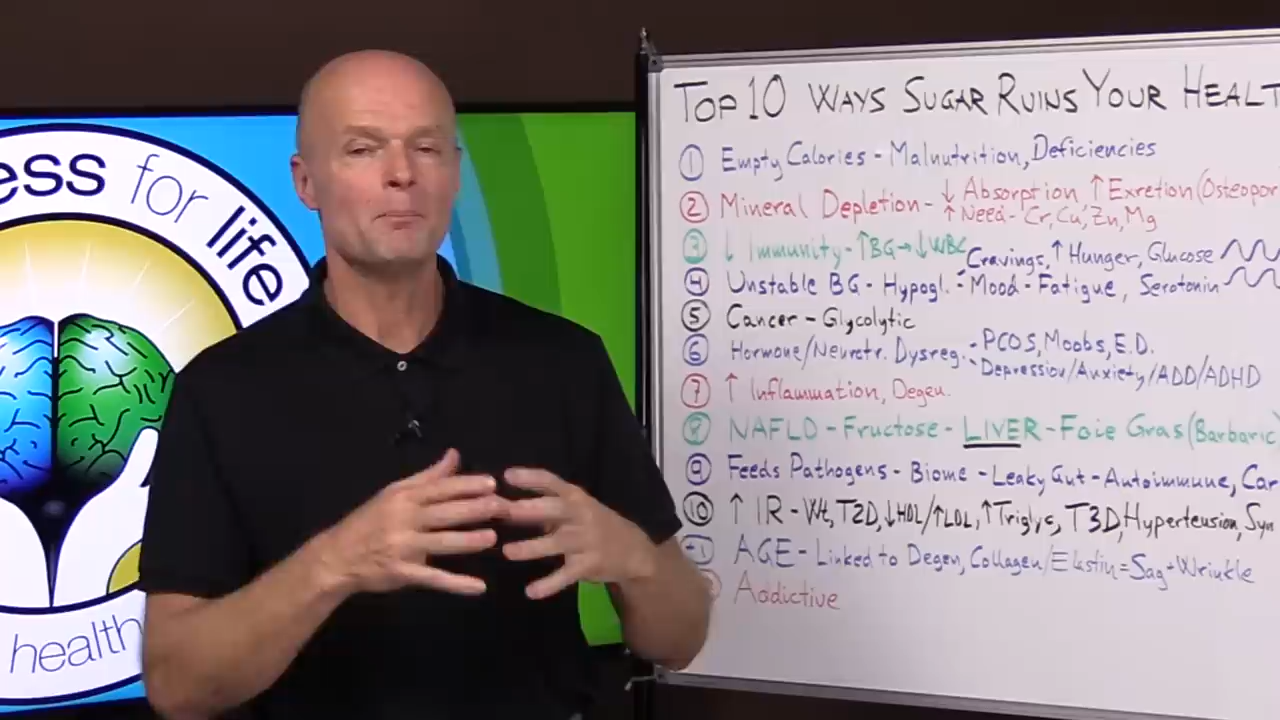 ess for life
health
TOP 10 WAYS SUGAR RUINS YOUR HEALT
1 Empty Calories - Malnutrition, Deficiencies
2 Mineral Depletion - ↓ Absorption ↑ Exretion (Osteopor
↑ Need - Cr, Cu, Zn, Mg
3 ↓ Immunity - ↑BG→↓WBC
- Cravings, ↑ Hunger, Glucose
4 Unstable BG - Hypogl. - Mood - Fatigue, Serotonin
5 Cancer - Glycolytic
6 Hormone/Neurotr. Dysreg. - PCOS, Moobs, E.D.
- Depression/Anxiety/ADD/ADHD
7 ↑ Inflammation, Degen.
8 NAFLD - Fructose - LIVER - Foie Gras (Barbaric)
9 Feeds Pathogens - Biome - Leaky Gut - Autoimmune, Car
10 ↑ IR - Wt, T2D, ↓HDL/↑LDL, ↑Triglyc, T3D, Hypertension, Syn
+1 AGE - Linked to Degen, Collagen/Elastin = Sag + Wrinkle
Addictive